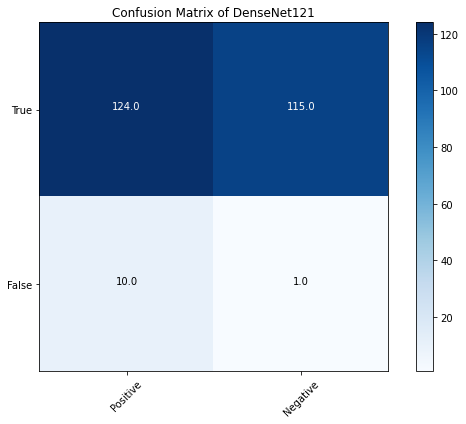 Confusion Matrix of DenseNet121
True
124.0
115.0
False
10.0
1.0
Positive
Negative
120
100
80
60
40
20